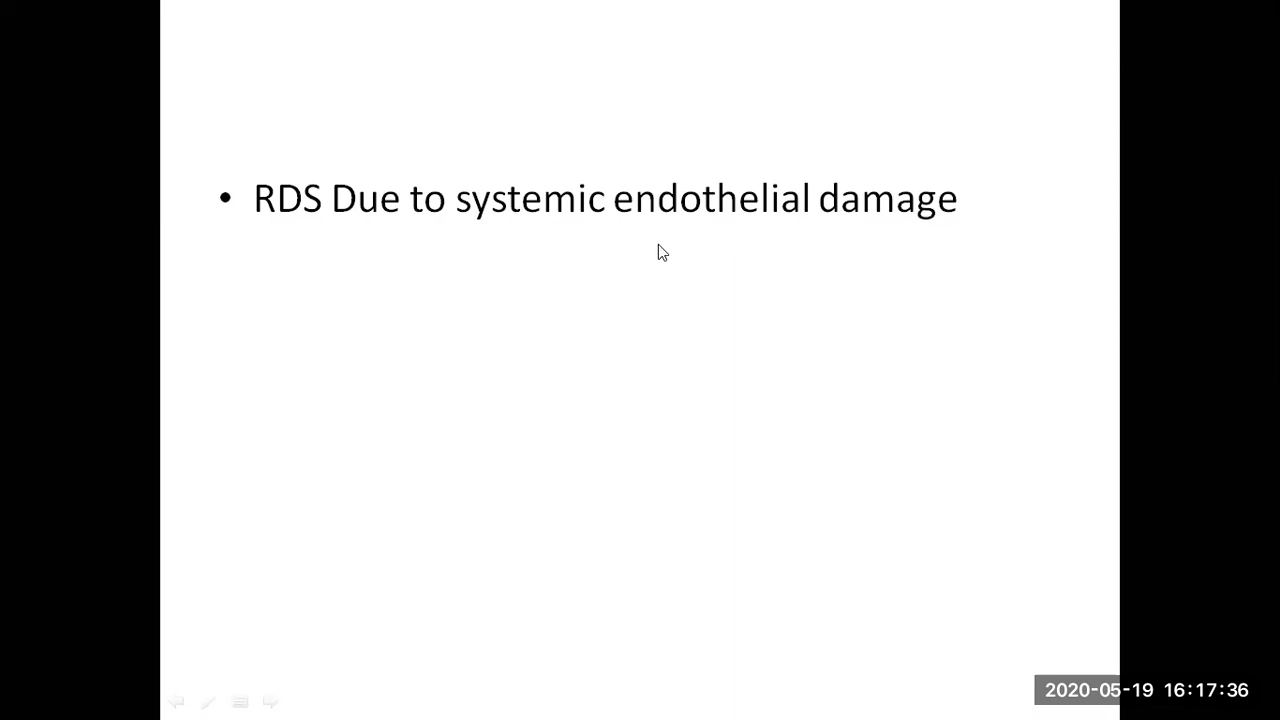 • RDS Due to systemic endothelial damage
2020-05-19 16:17:36